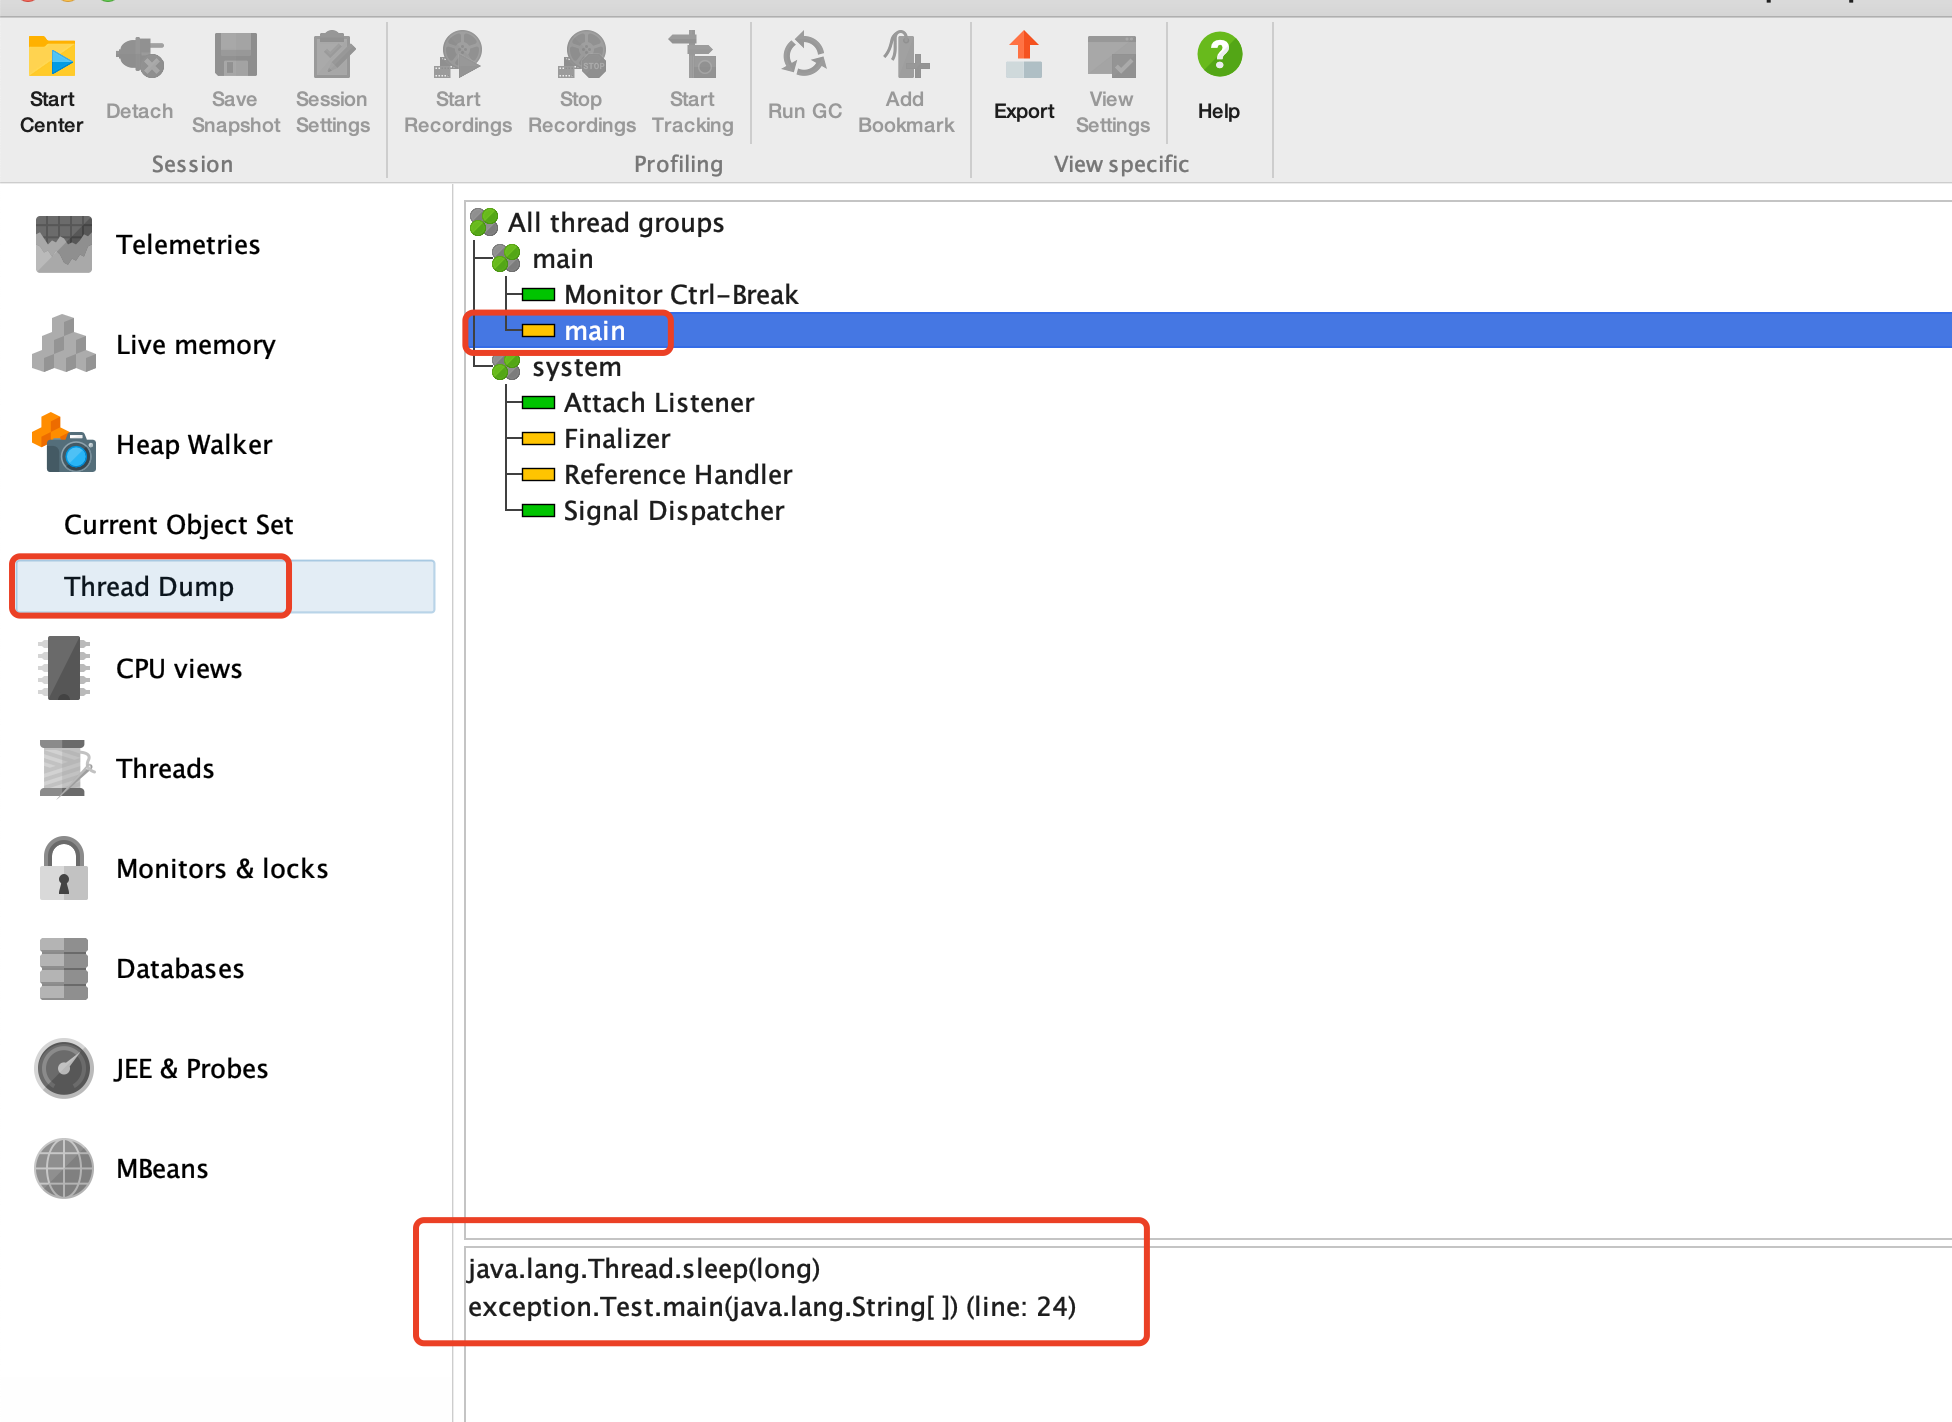 Start Center
Detach
Save Snapshot
Session Settings
Start Recordings
Stop Recordings
Start Tracking
Run GC
Add Bookmark
Export
View Settings
Help
Session
Profiling
View specific
Telemetries
Live memory
Heap Walker
Current Object Set
Thread Dump
CPU views
Threads
Monitors & locks
Databases
JEE & Probes
MBeans
All thread groups
main
Monitor Ctrl-Break
main
system
Attach Listener
Finalizer
Reference Handler
Signal Dispatcher
java.lang.Thread.sleep(long)
exception.Test.main(java.lang.String[ ]) (line: 24)